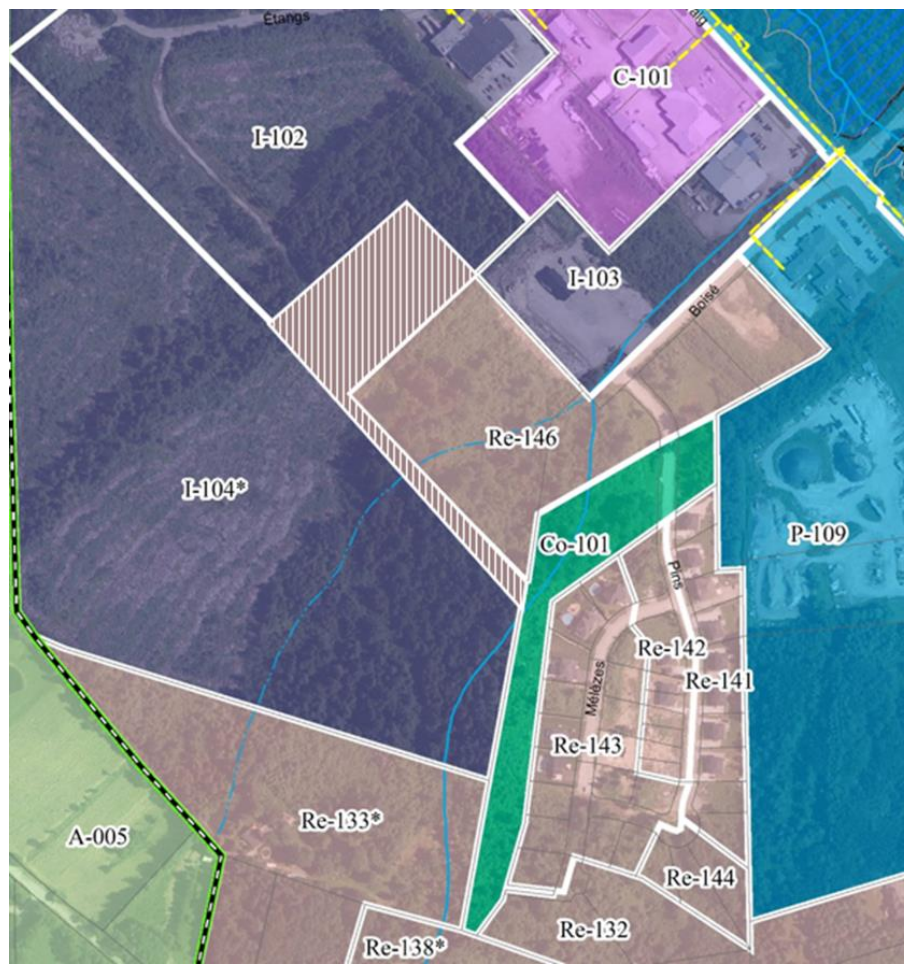 Étangs
aig
C-101
I-102
I-103
Boisé
Re-146
I-104*
Co-101
P-109
Pins
Re-142
Re-141
Mélèzes
Re-143
Re-133*
A-005
Re-144
Re-132
Re-138*